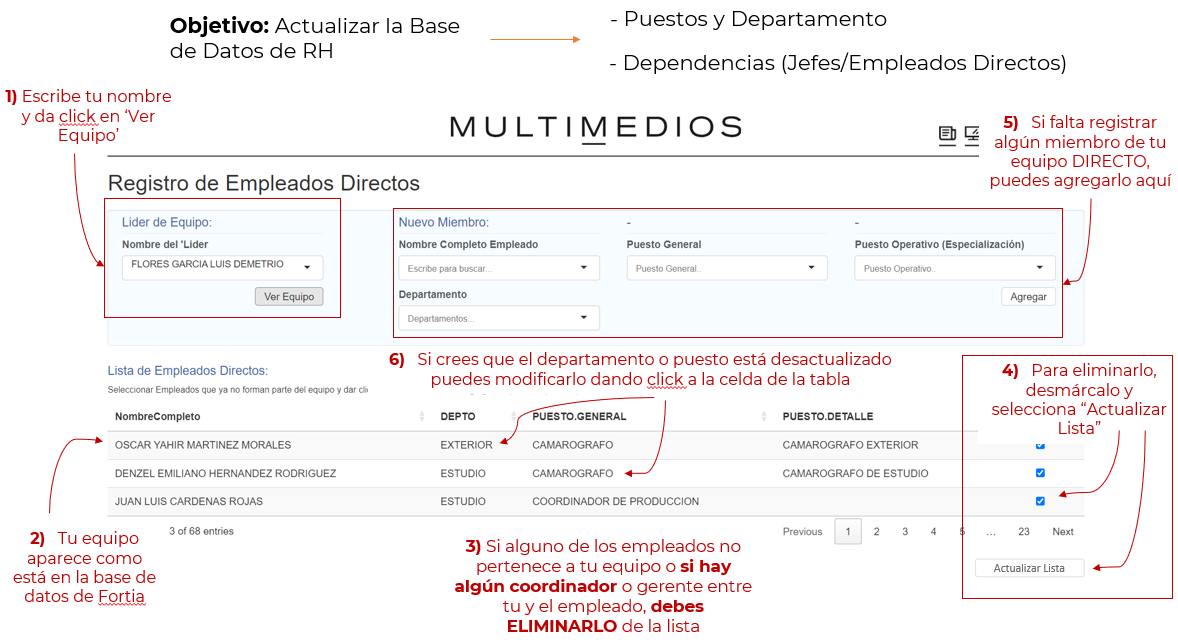 Objetivo: Actualizar la Base
de Datos de RH
- Puestos y Departamento
- Dependencias (Jefes/Empleados Directos)
1) Escribe tu nombre
y da click en ‘Ver
Equipo’
MULTIMEDIOS
5) Si falta registrar
algún miembro de tu
equipo DIRECTO,
puedes agregarlo aquí
Registro de Empleados Directos
Lider de Equipo:
Nombre del 'Lider
FLORES GARCIA LUIS DEMETRIO
Ver Equipo
Nuevo Miembro:
-
-
Nombre Completo Empleado
Puesto General
Puesto Operativo (Especialización)
Escribe para buscar...
Puesto General..
Puesto Operativo..
Departamento
Agregar
Departamentos...
6) Si crees que el departamento o puesto está desactualizado
puedes modificarlo dando click a la celda de la tabla
Lista de Empleados Directos:
Seleccionar Empleados que ya no forman parte del equipo y dar cli
4) Para eliminarlo,
desmárcalo y
selecciona “Actualizar
Lista”
NombreCompleto DEPTO PUESTO.GENERAL PUESTO.DETALLE
OSCAR YAHIR MARTINEZ MORALES EXTERIOR CAMAROGRAFO CAMAROGRAFO EXTERIOR
DENZEL EMILIANO HERNANDEZ RODRIGUEZ ESTUDIO CAMAROGRAFO CAMAROGRAFO DE ESTUDIO
JUAN LUIS CARDENAS ROJAS ESTUDIO COORDINADOR DE PRODUCCION
3 of 68 entries
Previous 1 2 3 4 5 ... 23 Next
2) Tu equipo
aparece como
está en la base de
datos de Fortia
3) Si alguno de los empleados no
pertenece a tu equipo o si hay
algún coordinador o gerente entre
tu y el empleado, debes
ELIMINARLO de la lista
Actualizar Lista